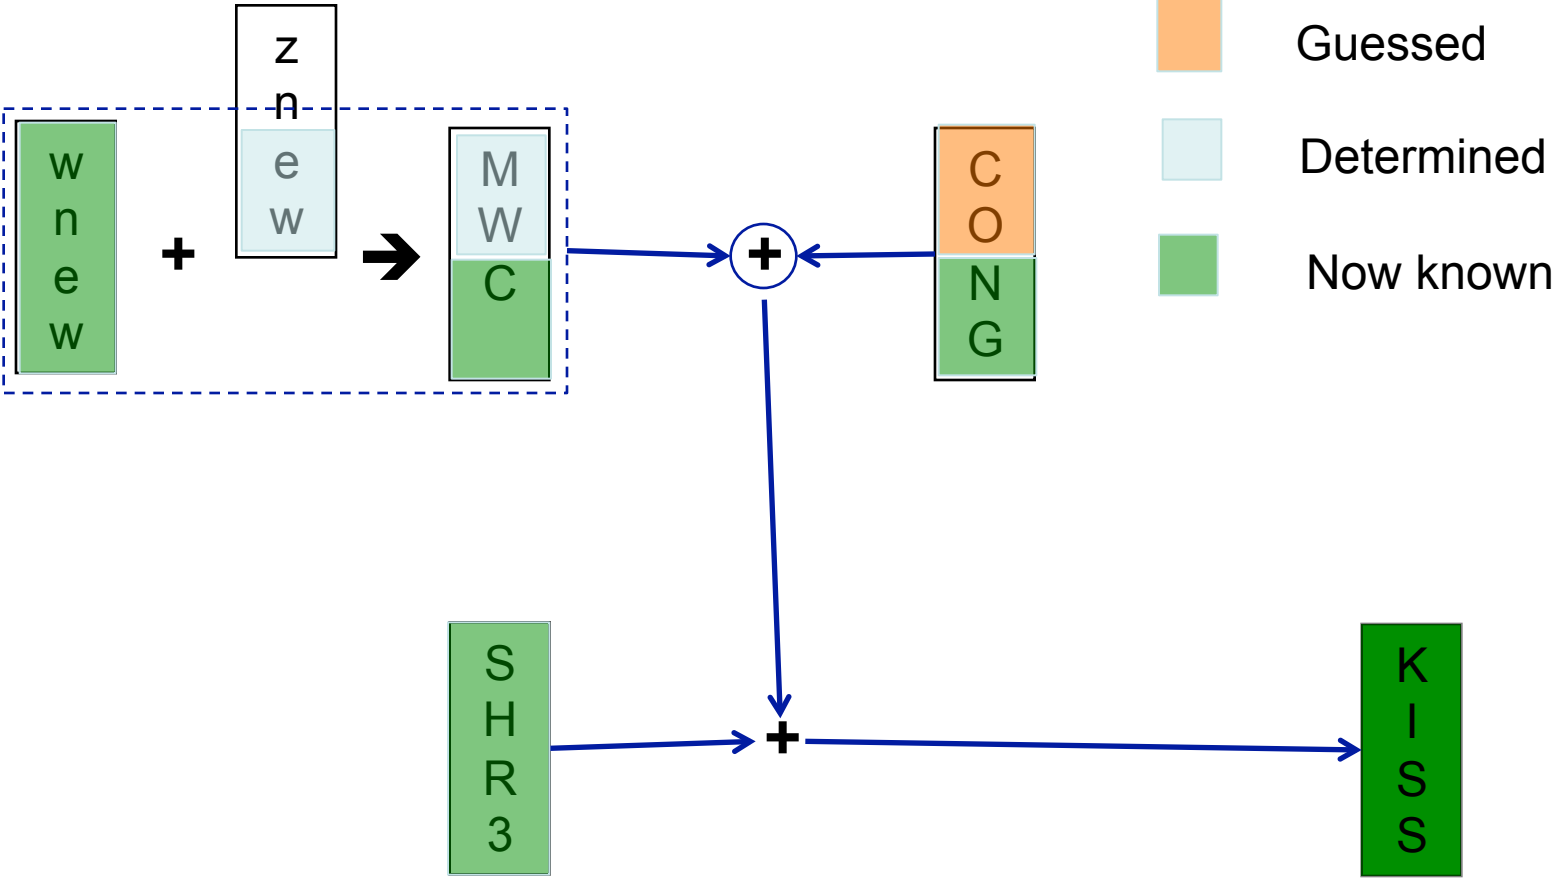 z
n
e
w
w
n
e
w
+
➔
M
W
C
+
C
O
N
G
Guessed
Determined
Now known
S
H
R
3
+
K
I
S
S